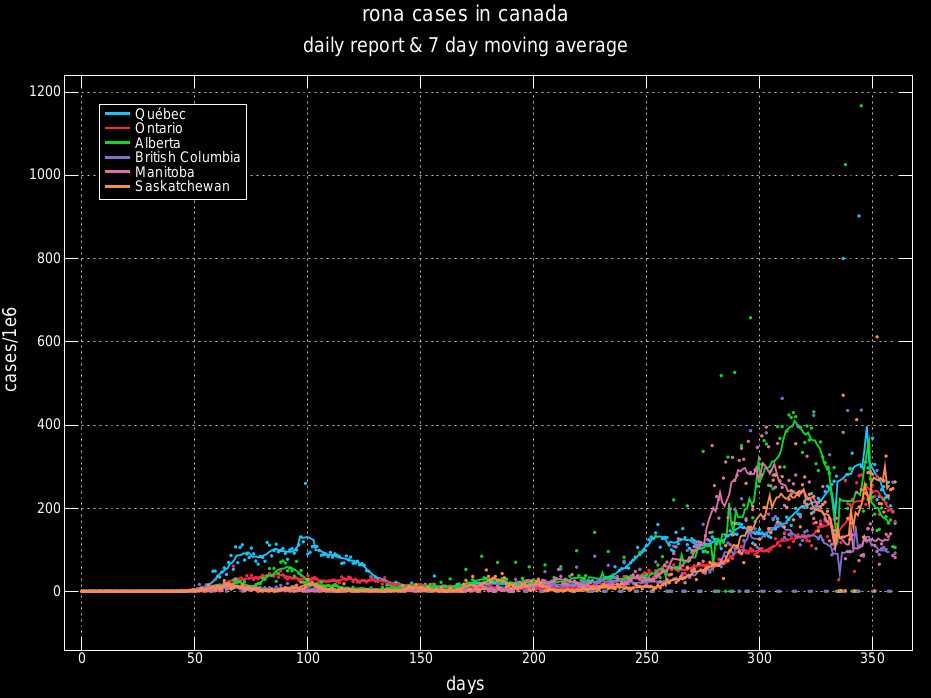 rona cases in canada
daily report & 7 day moving average
1200
1000
800
600
400
200
0
cases/1e6
Québec
Ontario
Alberta
British Columbia
Manitoba
Saskatchewan
0 50 100 150 200 250 300 350
days